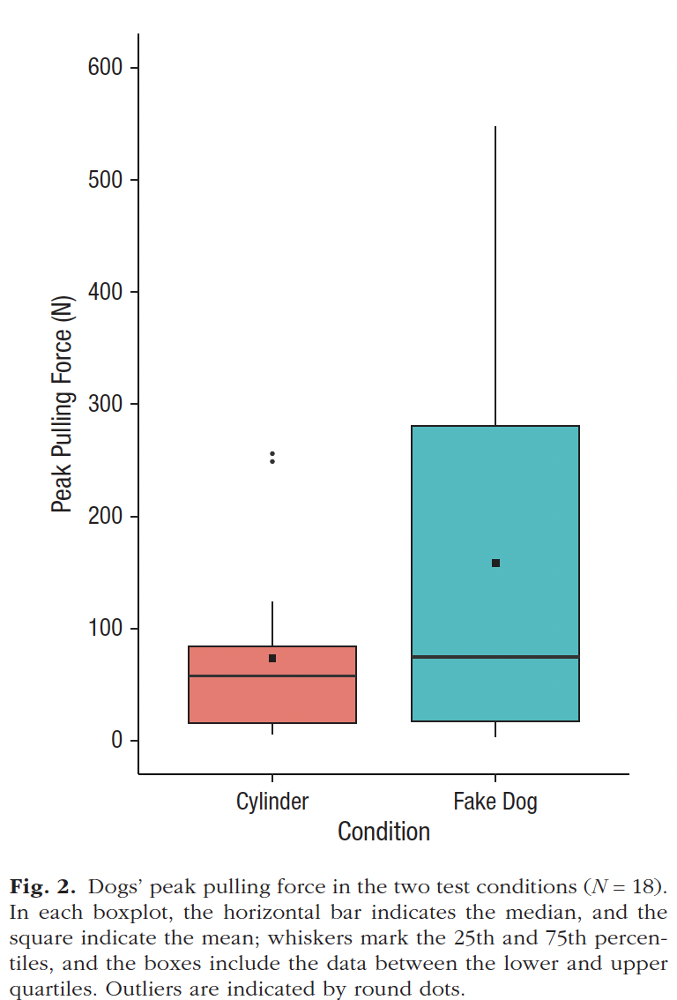 600
500
400
300
200
100
0
Peak Pulling Force (N)
Cylinder
Fake Dog
Condition
Fig. 2. Dogs’ peak pulling force in the two test conditions (N = 18).
In each boxplot, the horizontal bar indicates the median, and the
square indicate the mean; whiskers mark the 25th and 75th percen-
tiles, and the boxes include the data between the lower and upper
quartiles. Outliers are indicated by round dots.